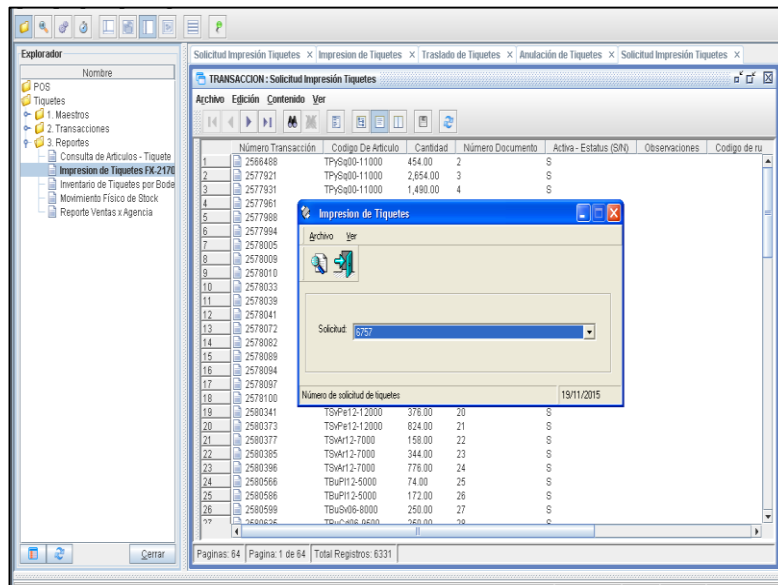 Explorador
Nombre
POS
Tiquetes
1. Maestros
2. Transacciones
3. Reportes
Consulta de Articulos - Tiquete
Impresion de Tiquetes FX-2170
Inventario de Tiquetes por Bode
Movimiento Físico de Stock
Reporte Ventas x Agencia
Cerrar
Solicitud Impresión Tiquetes × Impresion de Tiquetes × Traslado de Tiquetes × Anulación de Tiquetes × Solicitud Impresión Tiquetes ×
TRANSACCION : Solicitud Impresión Tiquetes
Archivo Edición Contenido Ver
Número Transacción Codigo De Articulo Cantidad Número Documento Activa - Estatus (S/N) Observaciones Codigo de ru
1 2566488 TPySq00-11000 454.00 2 S
2 2577921 TPySq00-11000 2,654.00 3 S
3 2577931 TPySq00-11000 1,490.00 4 S
4 2577961
5 2577988
6 2577994
7 2578005
8 2578009
9 2578010
10 2578033
11 2578039
12 2578041
13 2578072
14 2578082
15 2578089
16 2578094
17 2578097
18 2578100
19 2580341 TSvPe12-12000 376.00 20 S
20 2580373 TSvPe12-12000 824.00 21 S
21 2580377 TSvAr12-7000 158.00 22 S
22 2580385 TSvAr12-7000 344.00 23 S
23 2580396 TSvAr12-7000 776.00 24 S
24 2580566 TBuPl12-5000 74.00 25 S
25 2580586 TBuPl12-5000 172.00 26 S
26 2580599 TBuSv06-8000 250.00 27 S
Impresion de Tiquetes
Archivo Ver
Solicitud: 6757
Número de solicitud de tiquetes 19/11/2015
Paginas: 64 Pagina: 1 de 64 Total Registros: 6331